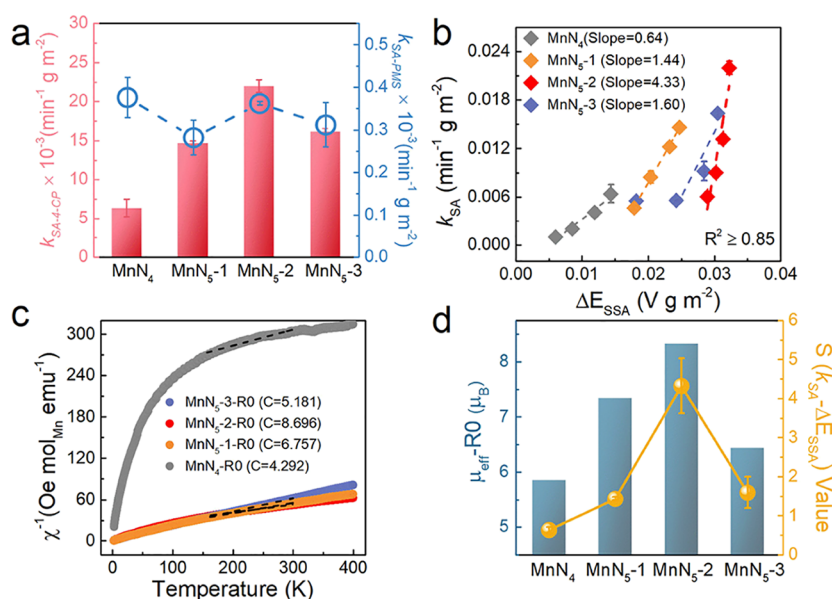 a
k_SA-4-CP × 10⁻³ (min⁻¹ g m⁻²)
30
25
20
15
10
5
0
k_SA-PMS × 10⁻³ (min⁻¹ g m⁻²)
0.5
0.4
0.3
0.2
0.1
0.0
MnN₄ MnN₅-1 MnN₅-2 MnN₅-3
b
MnN₄(Slope=0.64)
MnN₅-1 (Slope=1.44)
MnN₅-2 (Slope=4.33)
MnN₅-3 (Slope=1.60)
k_SA (min⁻¹ g m⁻²)
0.024
0.018
0.012
0.006
0.000
R² ≥ 0.85
0.00 0.01 0.02 0.03 0.04
ΔE_SSA (V g m⁻²)
c
χ⁻¹(Oe mol_Mn emu⁻¹)
300
240
180
120
60
0
MnN₅-3-R0 (C=5.181)
MnN₅-2-R0 (C=8.696)
MnN₅-1-R0 (C=6.757)
MnN₄-R0 (C=4.292)
0 100 200 300 400
Temperature (K)
d
μ_eff-R0 (μ_B)
8
7
6
5
S (k_SA-ΔE_SSA) Value
6
5
4
3
2
1
0
MnN₄ MnN₅-1 MnN₅-2 MnN₅-3